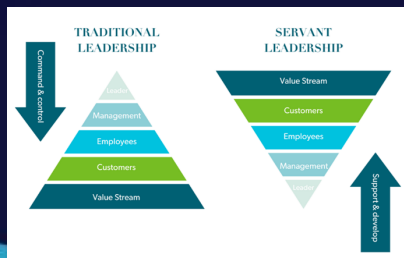 TRADITIONAL
LEADERSHIP
Command & control
Leader
Management
Employees
Customers
Value Stream
SERVANT
LEADERSHIP
Value Stream
Customers
Employees
Management
Leader
Support & develop